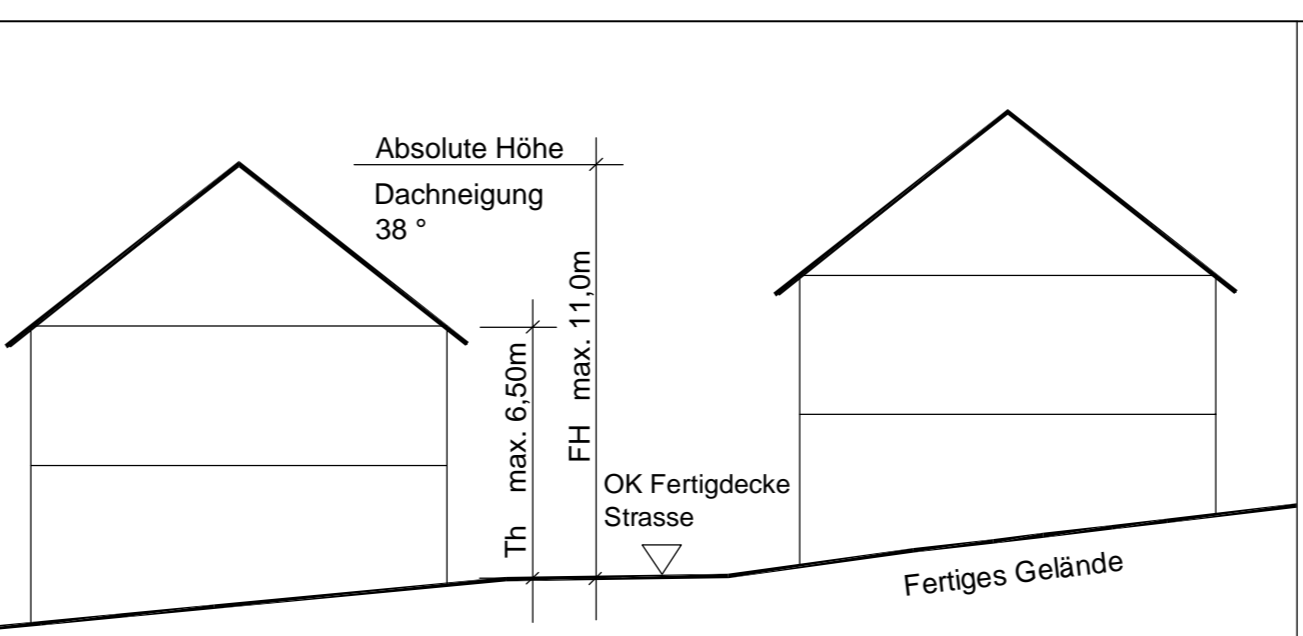 Absolute Höhe
Dachneigung
38 °
Th max. 6,50m
FH max. 11,0m
OK Fertigdecke
Strasse
Fertiges Gelände